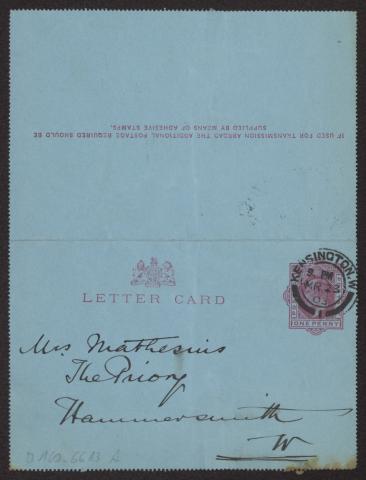 IF USED FOR TRANSMISSION ABROAD THE ADDITIONAL POSTAGE REQUIRED SHOULD BE
SUPPLIED BY MEANS OF ADHESIVE STAMPS.
LETTER CARD
KENSINGTON.W
03
ONE PENNY
Mrs Mathesius
The Priory
Hammersmith
W